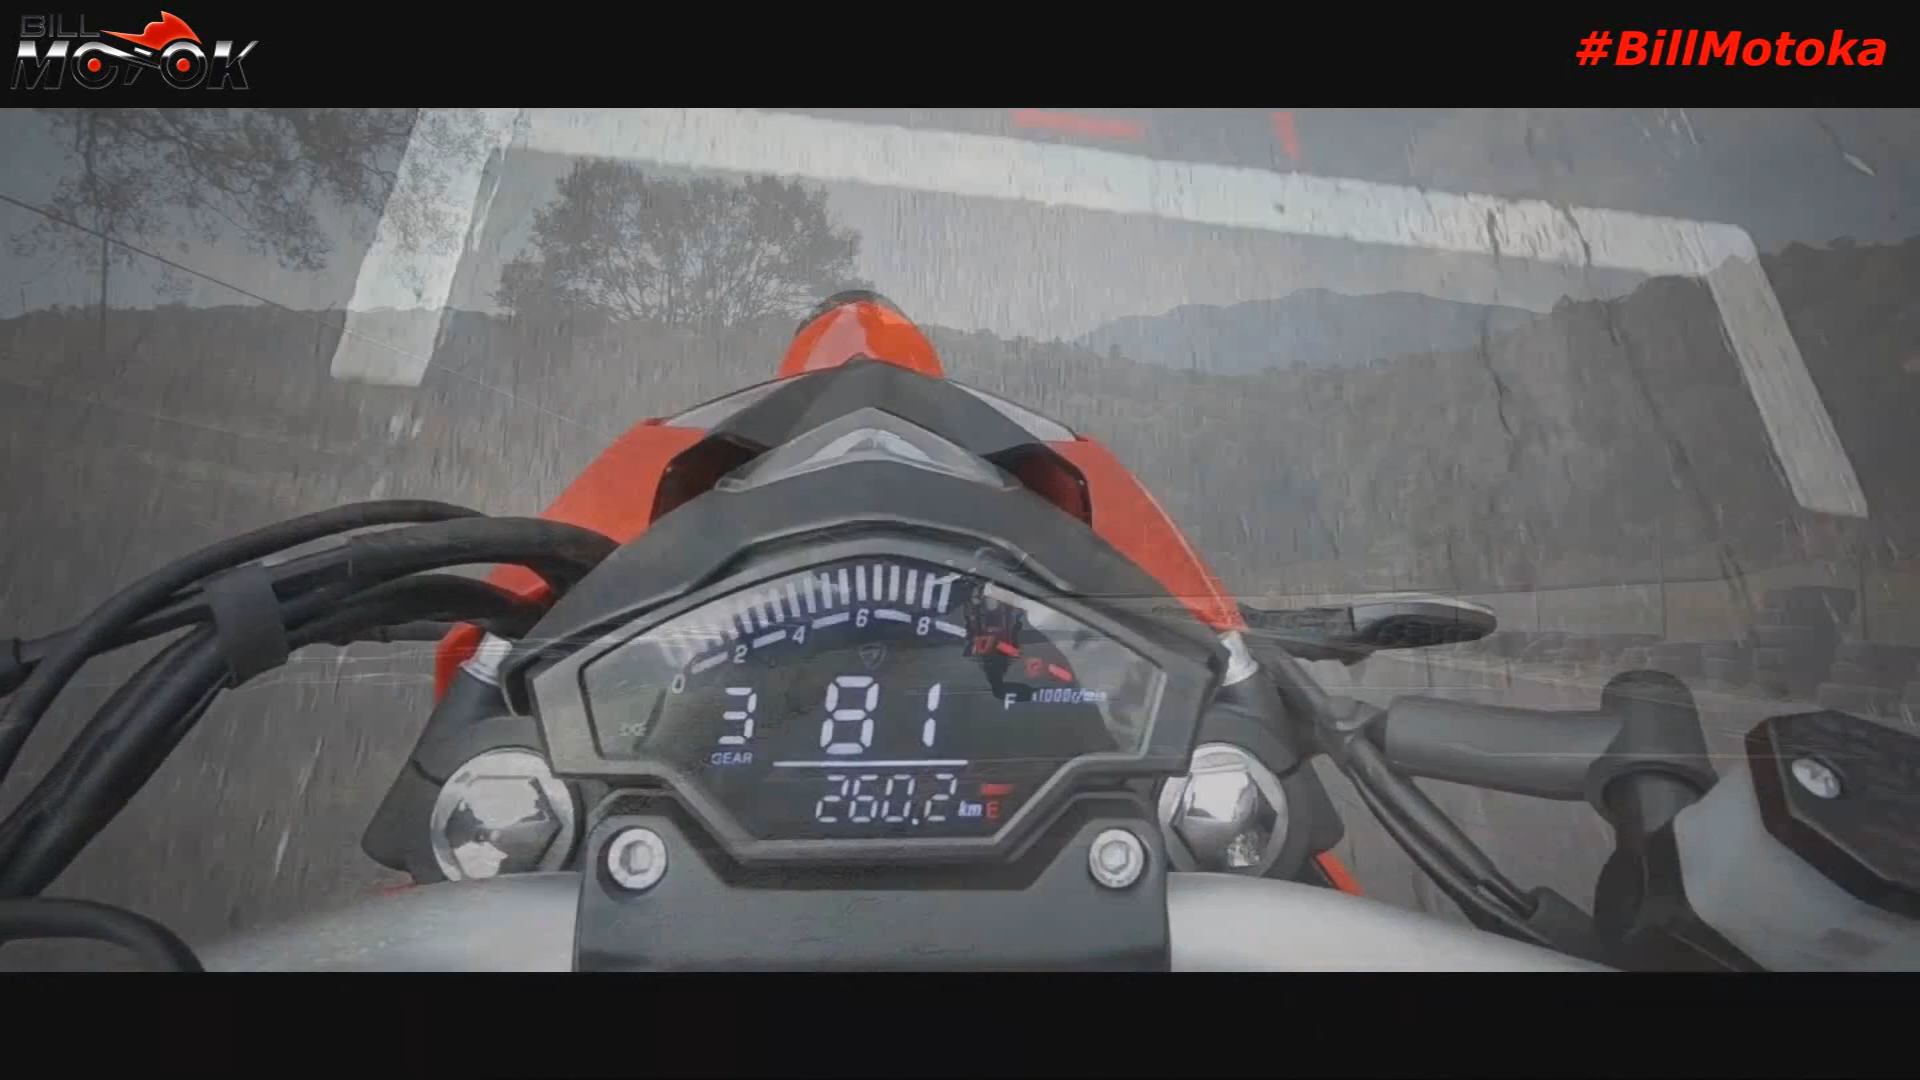 BILL
MOTOK
#BillMotoka
0 2 4 6 8 10 12
x1000r/min
3 81 F
GEAR
260.2 km E